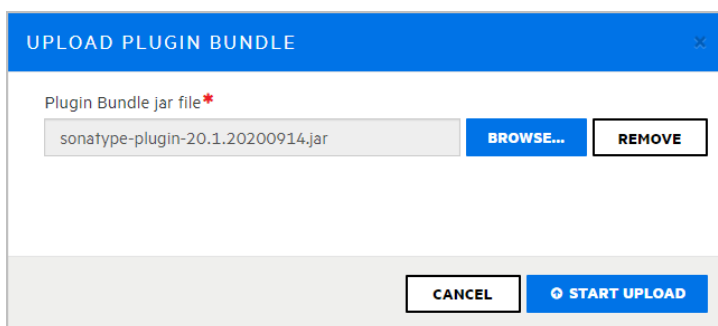 UPLOAD PLUGIN BUNDLE ×
Plugin Bundle jar file*
sonatype-plugin-20.1.20200914.jar BROWSE... REMOVE
CANCEL START UPLOAD